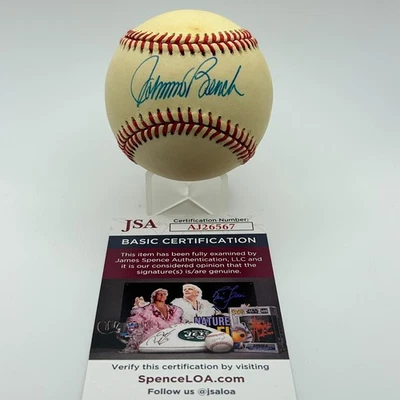 Johnny Bench
JSA
Certification Number:
AJ26567
BASIC CERTIFICATION
This item has been fully examined by
James Spence Authentication, LLC and
it is our considered opinion that the
signature(s) is/are genuine.
NATURE
JETS
Verify this certification by visiting
SpenceLOA.com
Follow us @jsaloa